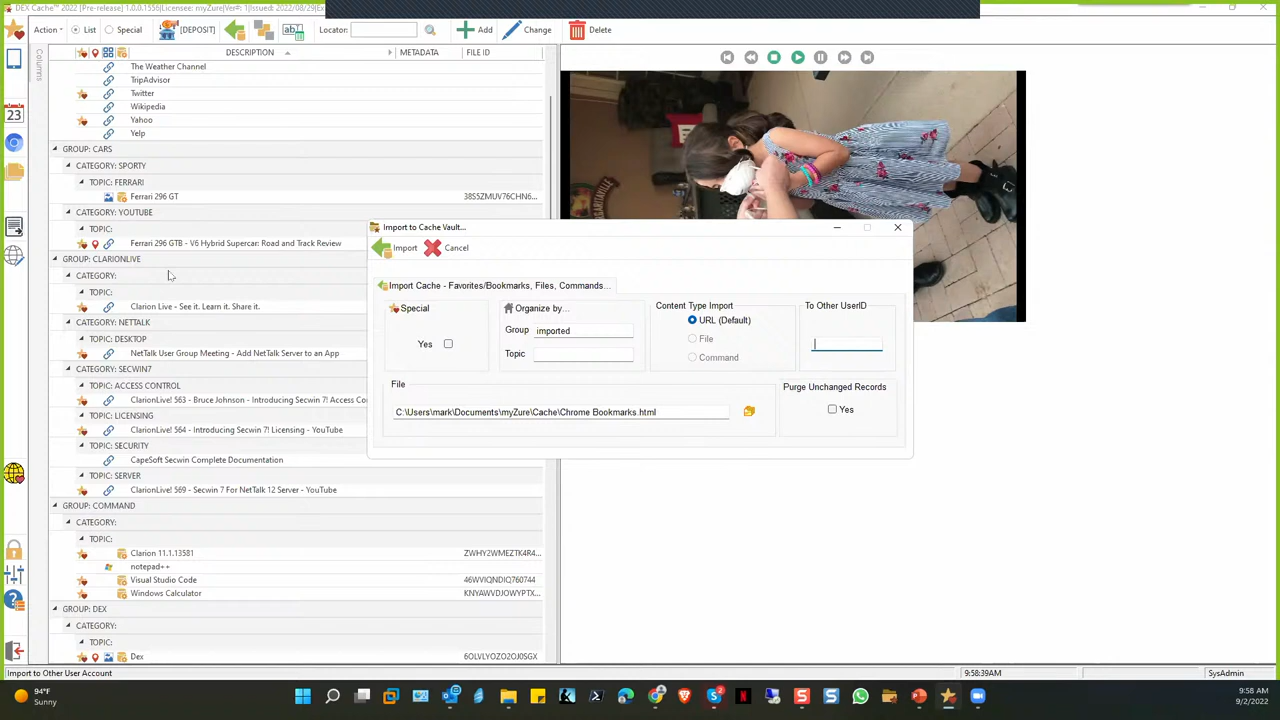 DEX Cache™ 2022 [Pre-release] 1.0.0.1556|Licensee: myZure|Ver#: 1|Issued: 2022/08/29|Ex
Action List Special [DEPOSIT] ab] Locator: Add Change Delete
Columns
DESCRIPTION METADATA FILE ID
The Weather Channel
TripAdvisor
Twitter
Wikipedia
Yahoo
Yelp
GROUP: CARS
CATEGORY: SPORTY
TOPIC: FERRARI
Ferrari 296 GT 38S5ZMUV76CHN6...
CATEGORY: YOUTUBE
TOPIC:
Ferrari 296 GTB - V6 Hybrid Supercar: Road and Track Review
GROUP: CLARIONLIVE
CATEGORY:
TOPIC:
Clarion Live - See it. Learn it. Share it.
CATEGORY: NETTALK
TOPIC: DESKTOP
NetTalk User Group Meeting - Add NetTalk Server to an App
CATEGORY: SECWIN7
TOPIC: ACCESS CONTROL
ClarionLive! 563 - Bruce Johnson - Introducing Secwin 7! Access Co
TOPIC: LICENSING
ClarionLive! 564 - Introducing Secwin 7! Licensing - YouTube
TOPIC: SECURITY
CapeSoft Secwin Complete Documentation
TOPIC: SERVER
ClarionLive! 569 - Secwin 7 For NetTalk 12 Server - YouTube
GROUP: COMMAND
CATEGORY:
TOPIC:
Clarion 11.1.13581 ZWHY2WMEZTK4R4...
notepad++
Visual Studio Code 46WVIQNDIQ760744
Windows Calculator KNYAWVDJOWYPTX...
GROUP: DEX
CATEGORY:
TOPIC:
Dex 6OLVLYOZO2OJ0SGX
23
Import to Cache Vault...
Import Cancel
Import Cache - Favorites/Bookmarks, Files, Commands...
Special Organize by... Content Type Import To Other UserID
Yes Group imported URL (Default)
File
Topic Command
File Purge Unchanged Records
C:\Users\mark\Documents\myZure\Cache\Chrome Bookmarks.html Yes
Import to Other User Account 9:58:39AM SysAdmin
94°F
Sunny
9:58 AM
9/2/2022